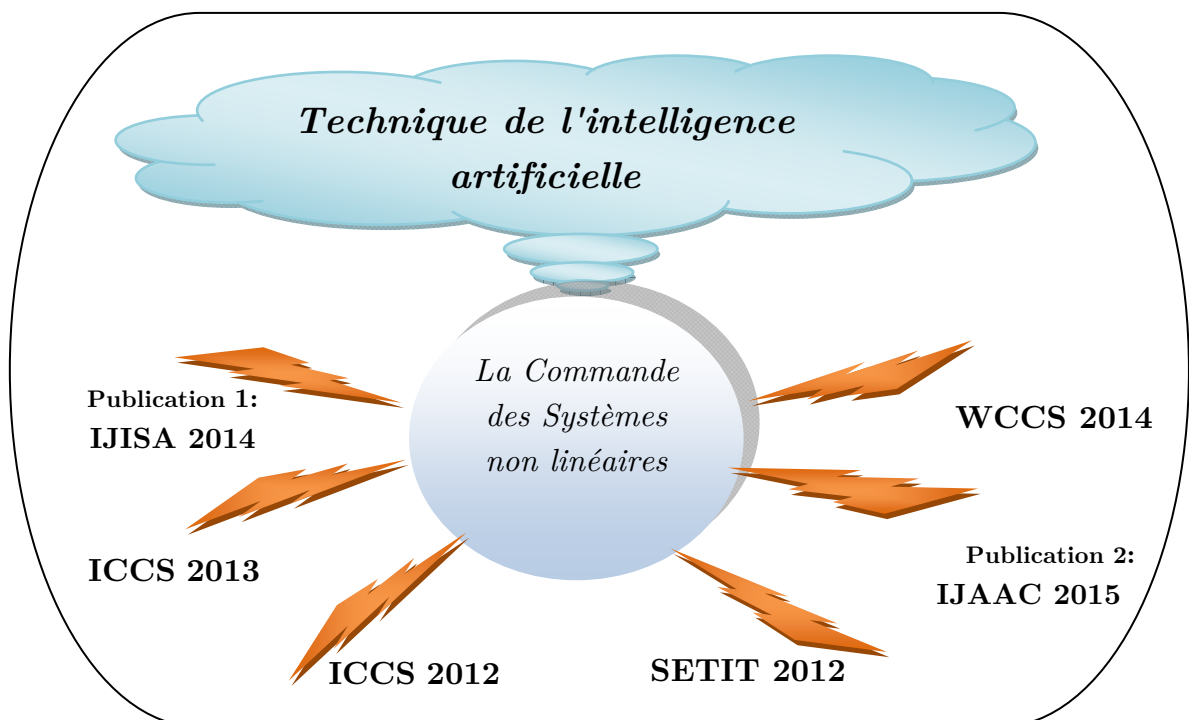 Technique de l'intelligence
artificielle
La Commande
des Systèmes
non linéaires
Publication 1:
IJISA 2014
WCCS 2014
ICCS 2013
Publication 2:
IJAAC 2015
ICCS 2012
SETIT 2012